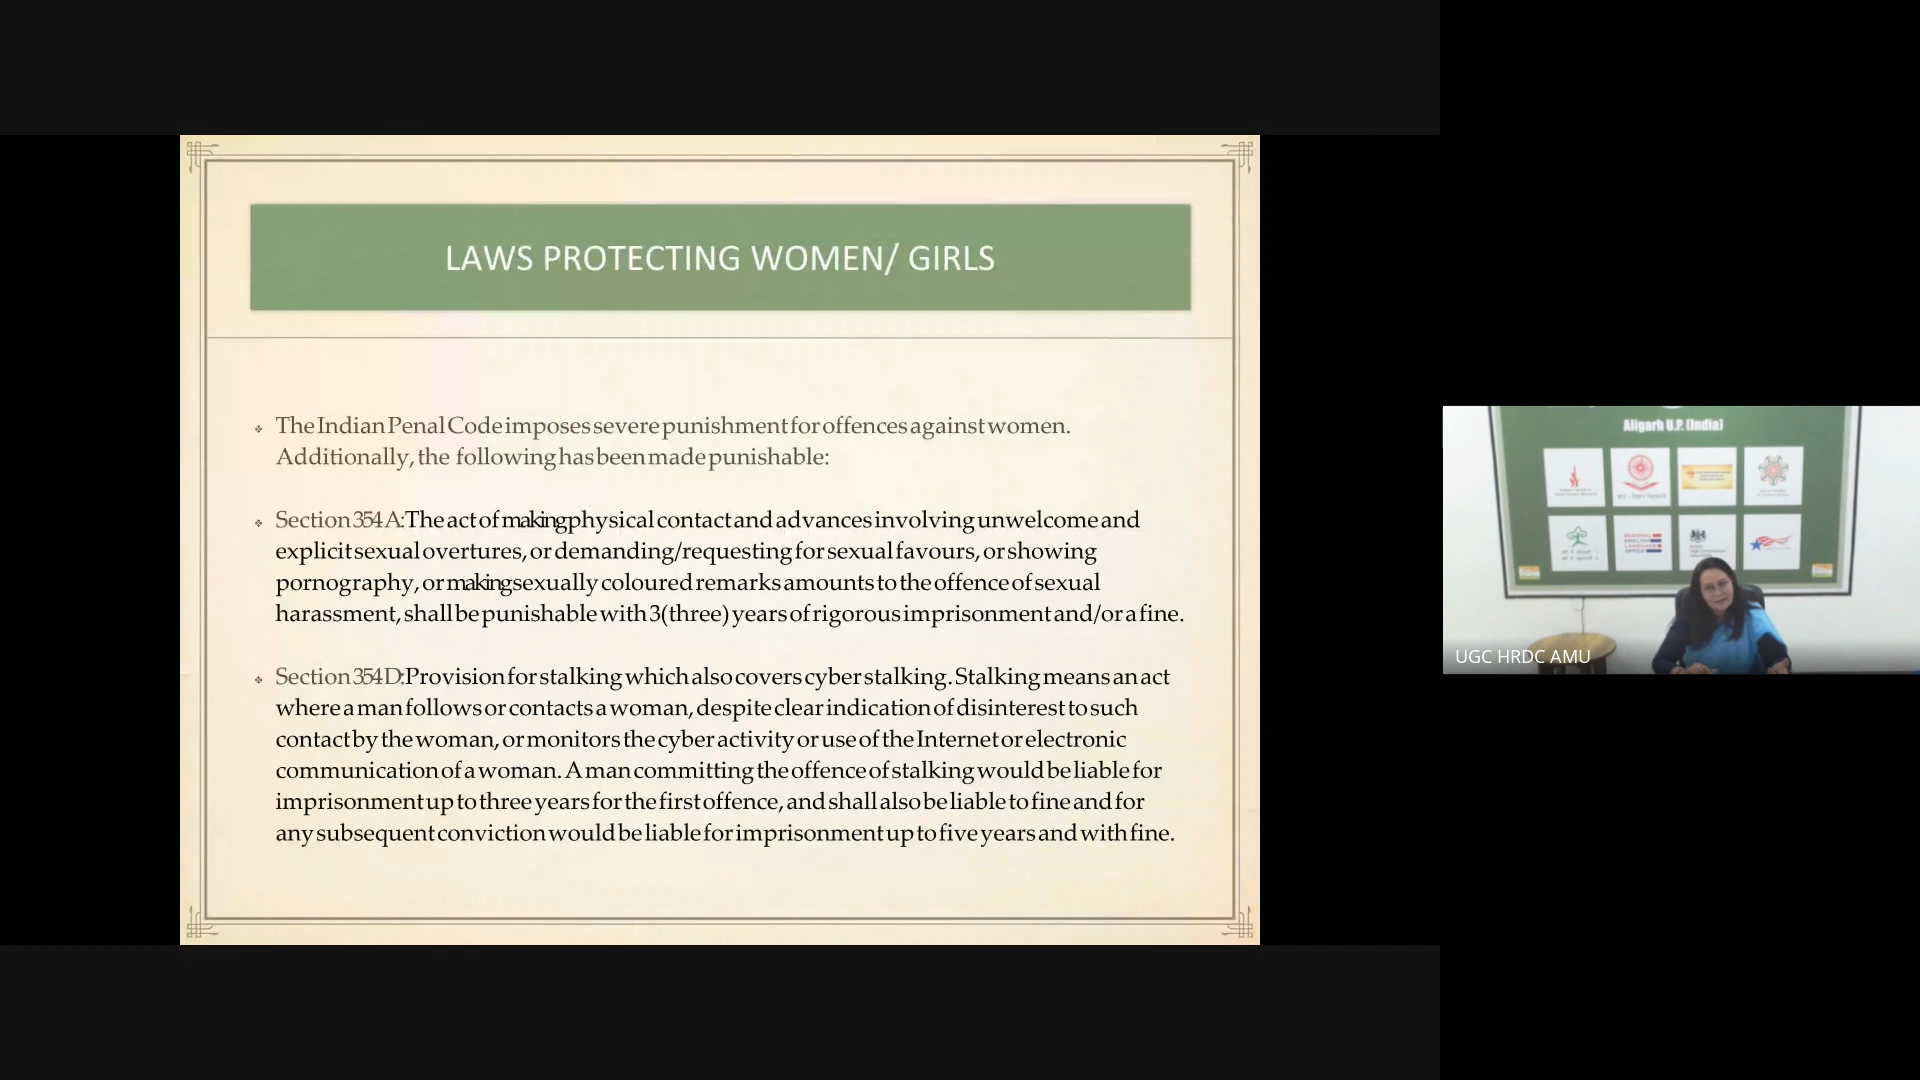 LAWS PROTECTING WOMEN/ GIRLS
The Indian Penal Code imposes severe punishment for offences against women.
Additionally, the following has been made punishable:
Section 354 A:The act of making physical contact and advances involving unwelcome and
explicit sexual overtures, or demanding/requesting for sexual favours, or showing
pornography, or making sexually coloured remarks amounts to the offence of sexual
harassment, shall be punishable with 3(three) years of rigorous imprisonment and/or a fine.
Section 354 D:Provision for stalking which also covers cyber stalking. Stalking means an act
where a man follows or contacts a woman, despite clear indication of disinterest to such
contact by the woman, or monitors the cyber activity or use of the Internet or electronic
communication of a woman. A man committing the offence of stalking would be liable for
imprisonment up to three years for the first offence, and shall also be liable to fine and for
any subsequent conviction would be liable for imprisonment up to five years and with fine.
Aligarh U.P. (India)
REGIONAL
ENGLISH
LANGUAGE
OFFICE
UGC HRDC AMU